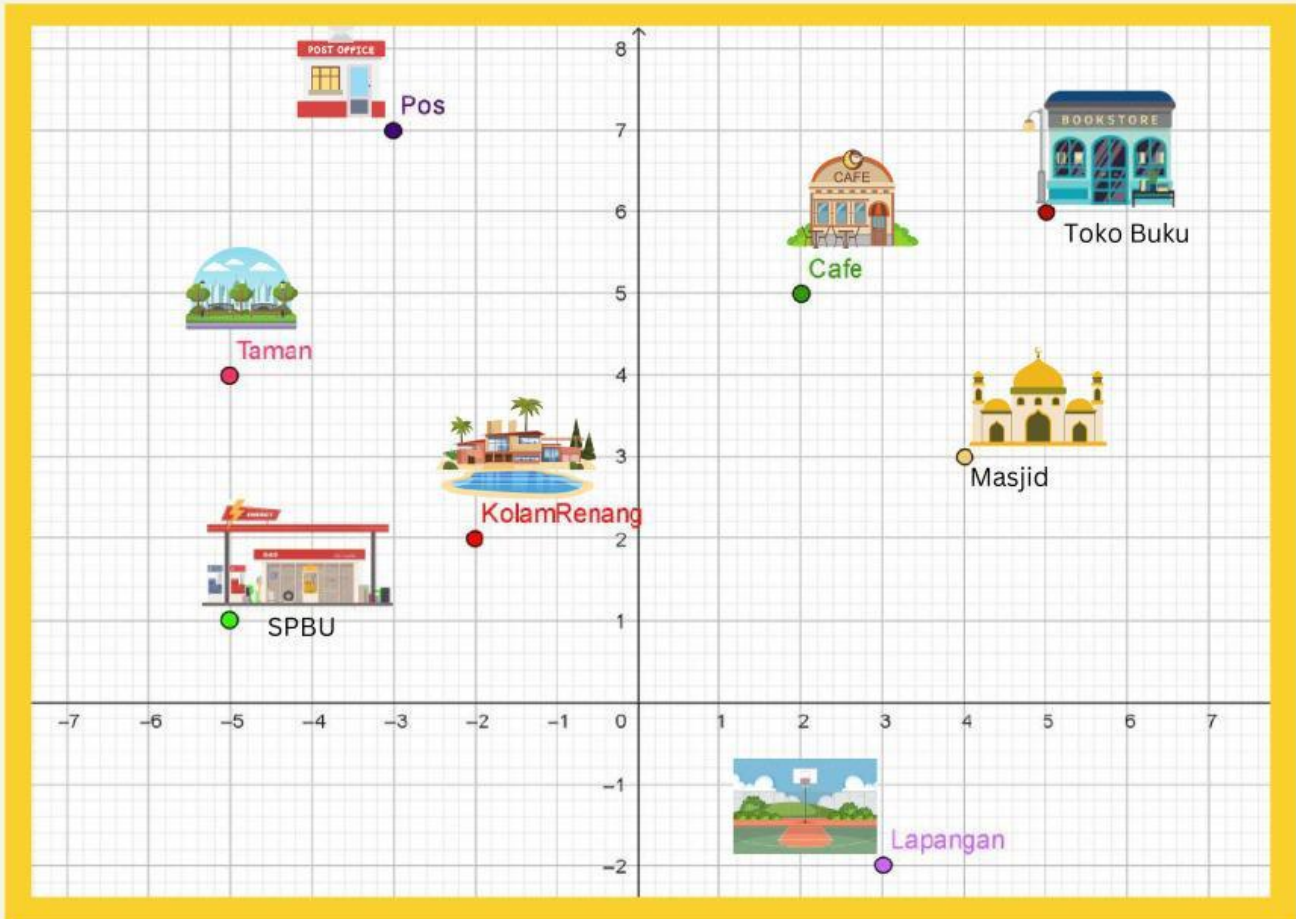 POST OFFICE
Pos
BOOKSTORE
Toko Buku
CAFE
Cafe
Taman
Masjid
KolamRenang
ENERGY
GAS
SPBU
Lapangan
8
7
6
5
4
3
2
1
–7 –6 –5 –4 –3 –2 –1 0 1 2 3 4 5 6 7
–1
–2